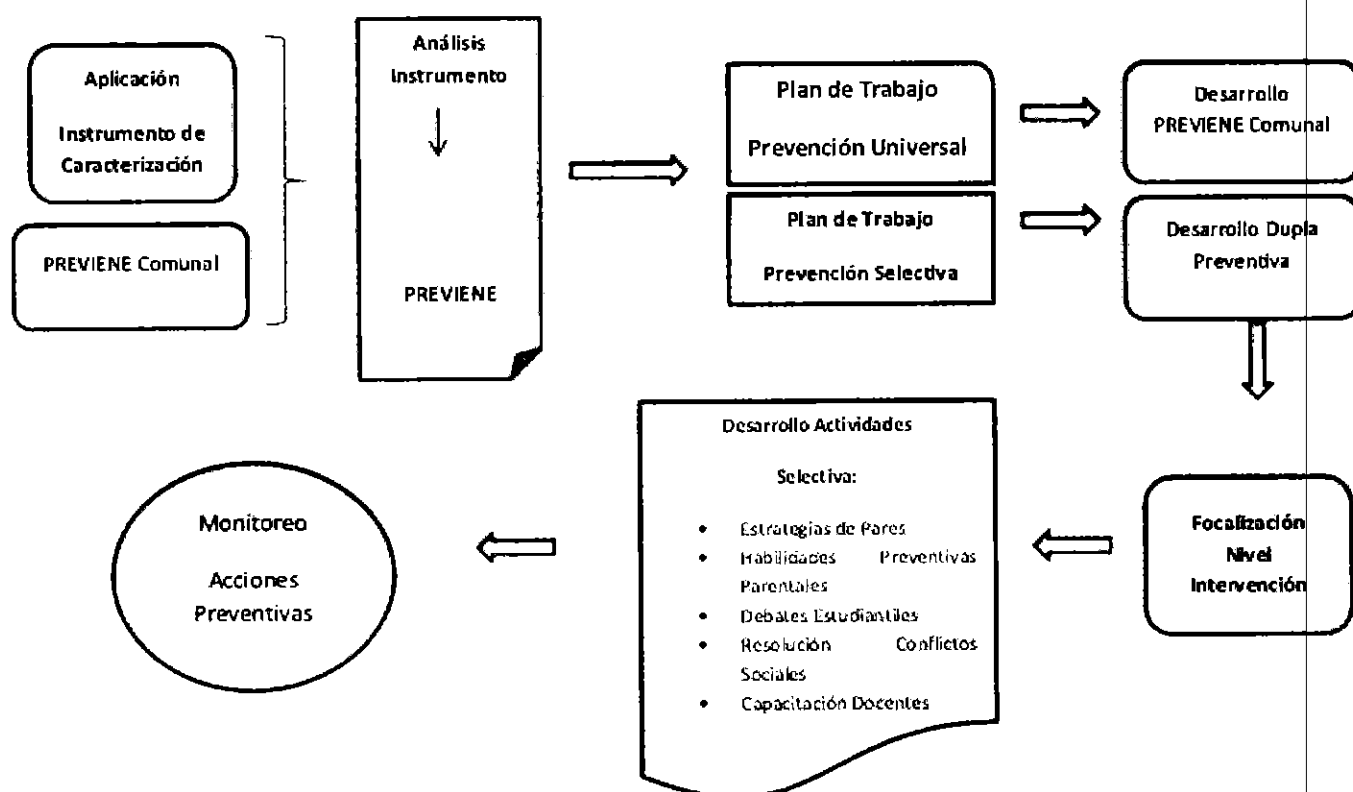 Aplicación
Instrumento de
Caracterización
PREVIENE Comunal
Análisis
Instrumento
PREVIENE
Plan de Trabajo
Prevención Universal
Plan de Trabajo
Prevención Selectiva
Desarrollo
PREVIENE Comunal
Desarrollo Dupla
Preventiva
Focalización
Nivel
Intervención
Desarrollo Actividades
Selectiva:
• Estrategias de Pares
• Habilidades Preventivas
Parentales
• Debates Estudiantiles
• Resolución Conflictos
Sociales
• Capacitación Docentes
Monitoreo
Acciones
Preventivas